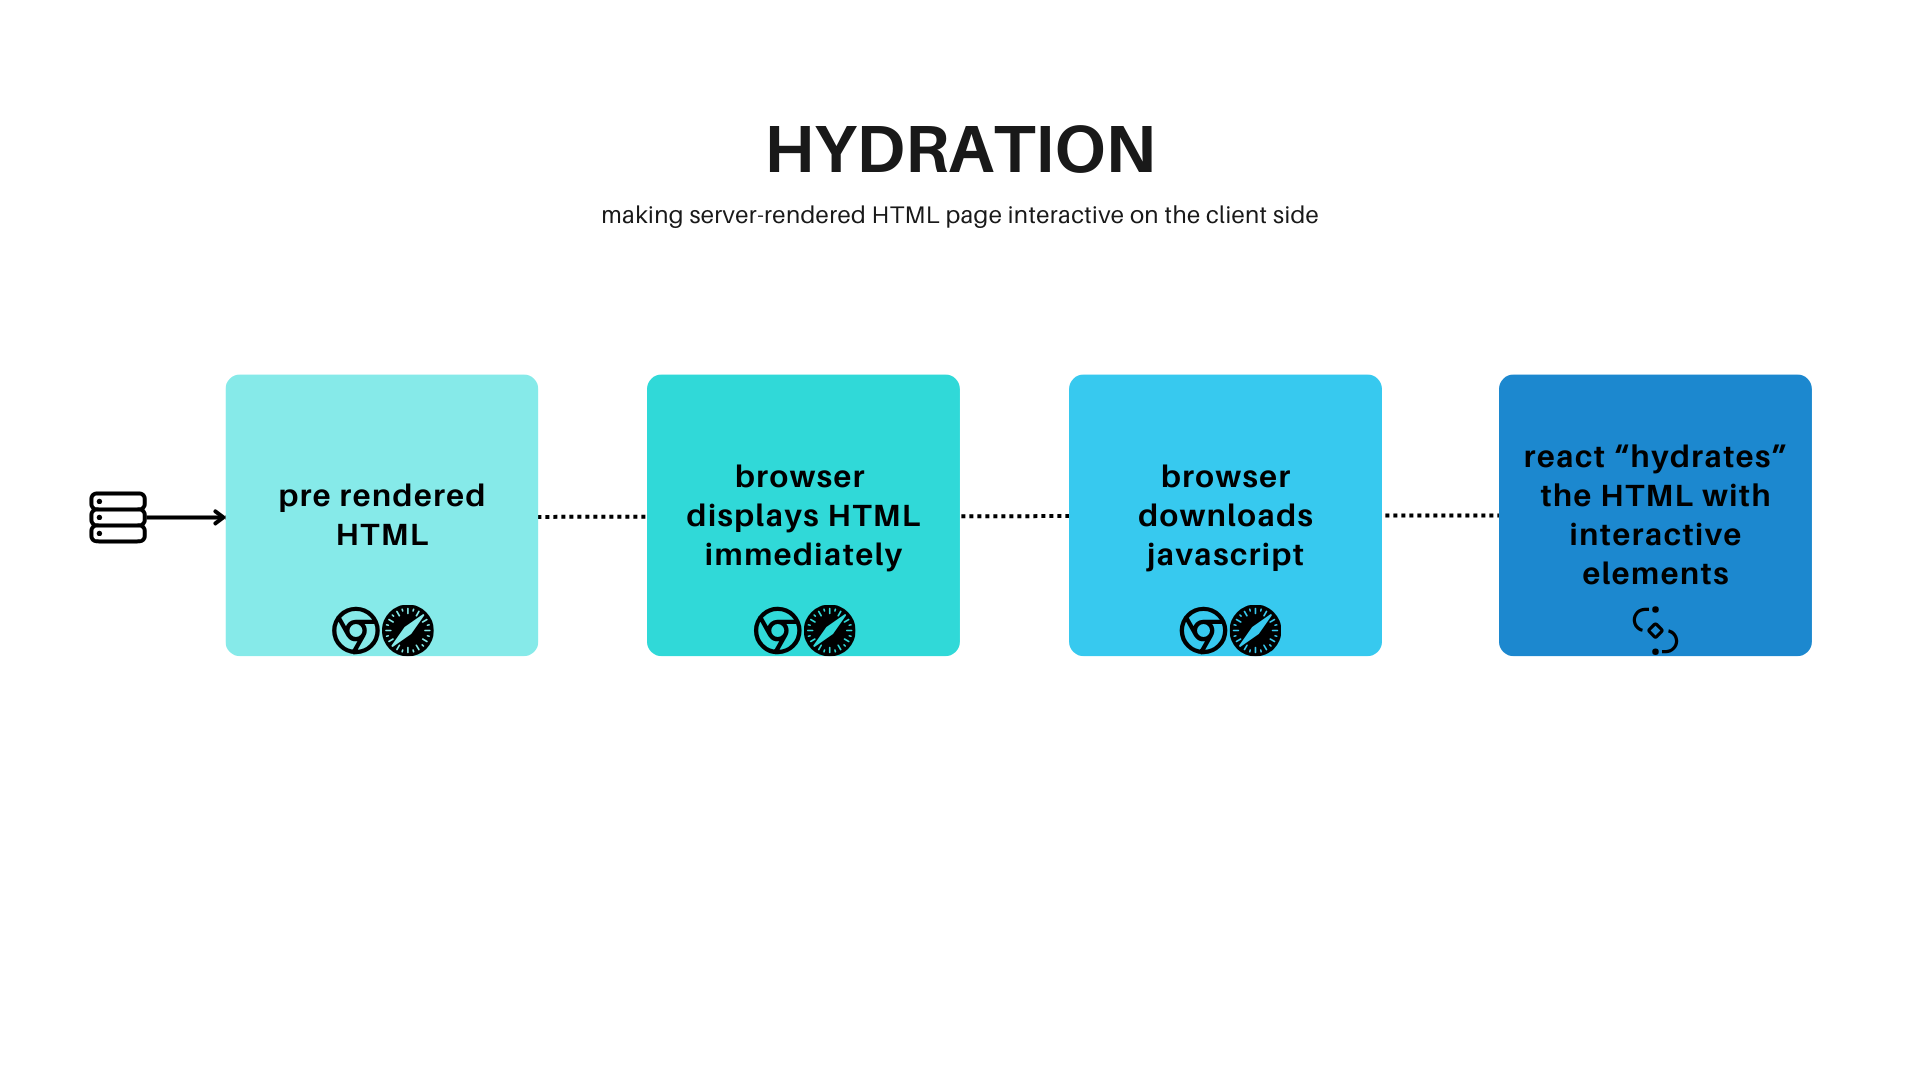 HYDRATION
making server-rendered HTML page interactive on the client side
pre rendered
HTML
browser
displays HTML
immediately
browser
downloads
javascript
react “hydrates”
the HTML with
interactive
elements